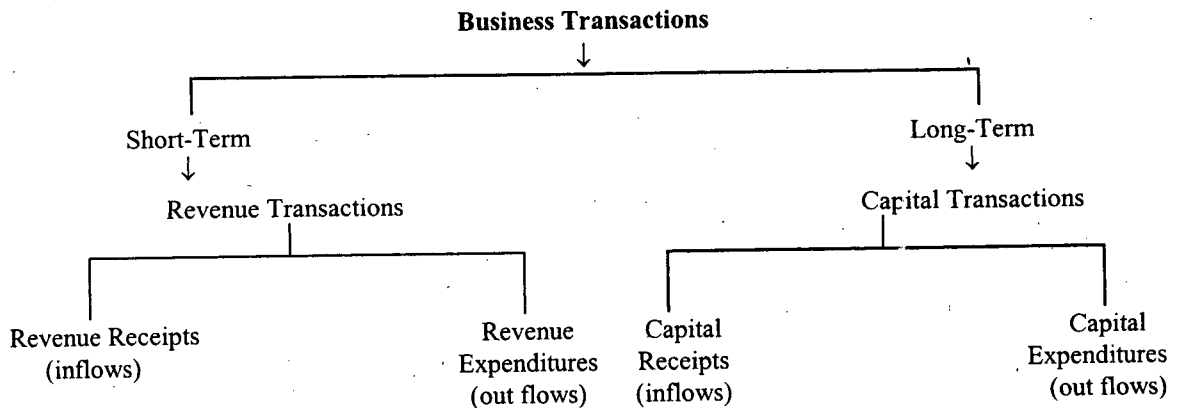 Business Transactions
Short-Term
Long-Term
Revenue Transactions
Capital Transactions
Revenue Receipts
(inflows)
Revenue
Expenditures
(out flows)
Capital
Receipts
(inflows)
Capital
Expenditures
(out flows)